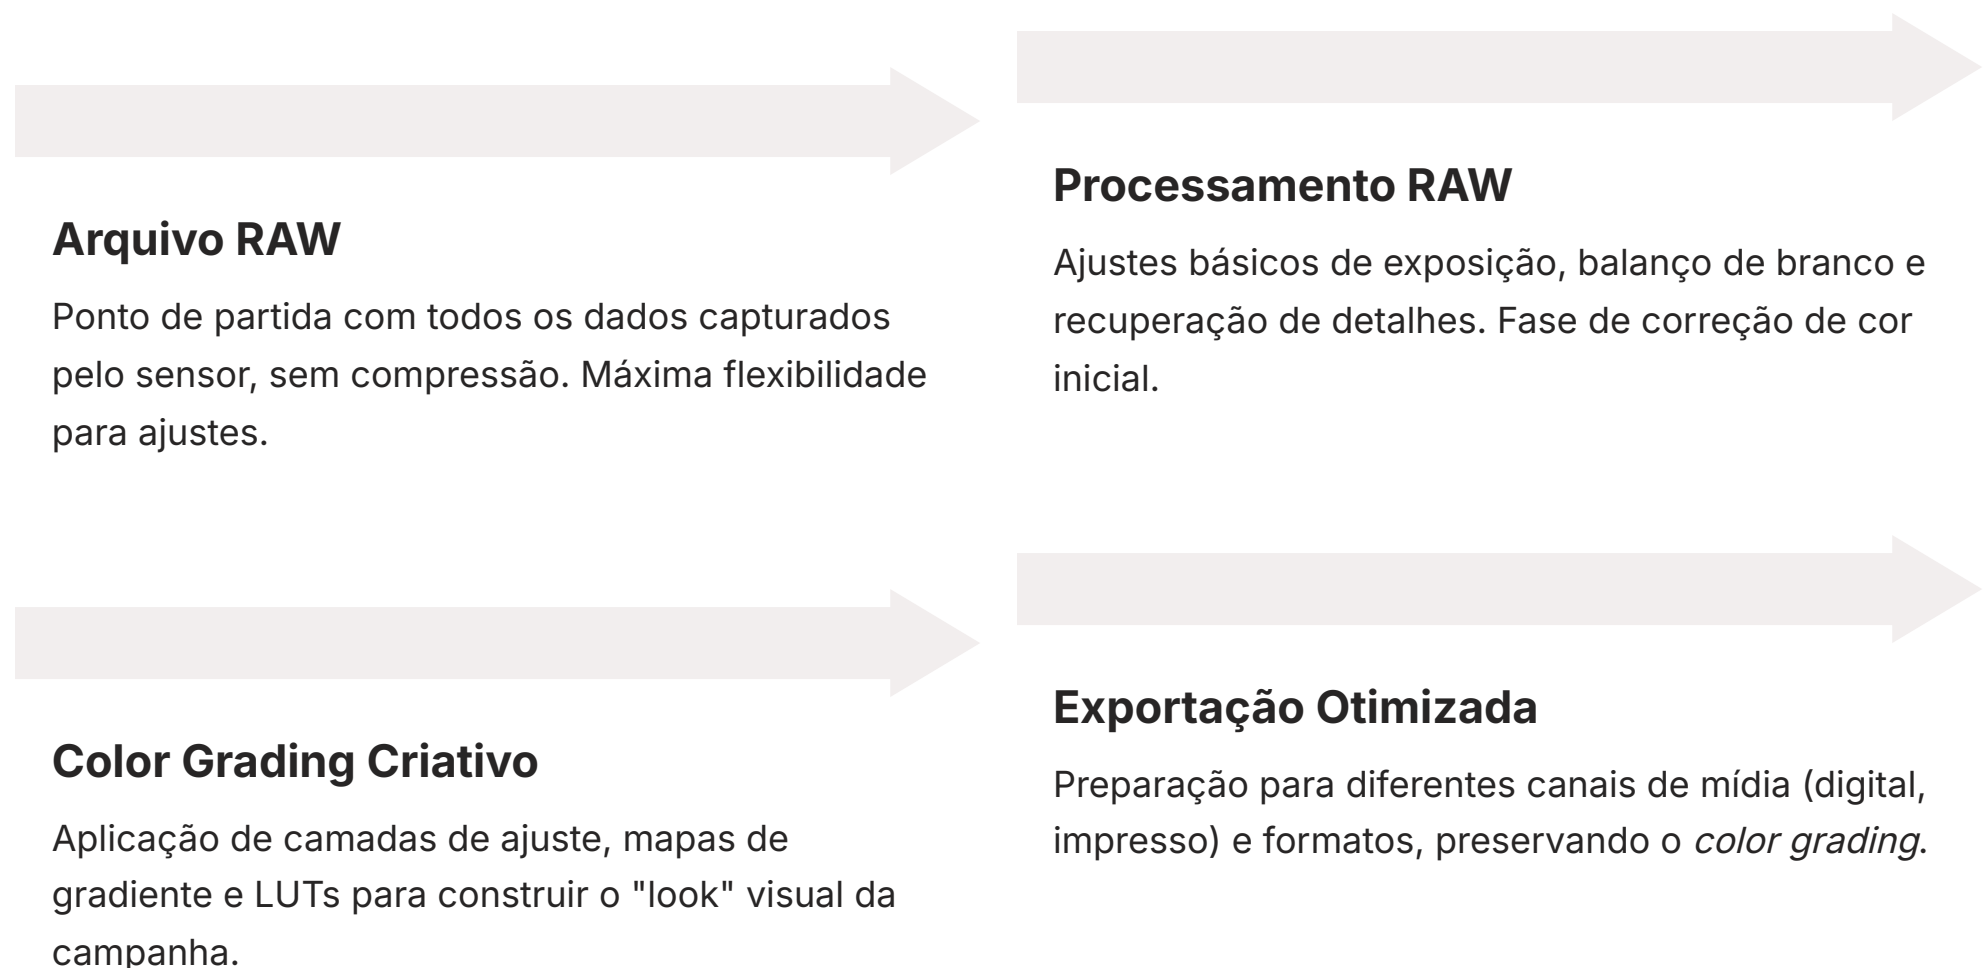 Arquivo RAW
Ponto de partida com todos os dados capturados
pelo sensor, sem compressão. Máxima flexibilidade
para ajustes.
Processamento RAW
Ajustes básicos de exposição, balanço de branco e
recuperação de detalhes. Fase de correção de cor
inicial.
Color Grading Criativo
Aplicação de camadas de ajuste, mapas de
gradiente e LUTs para construir o "look" visual da
campanha.
Exportação Otimizada
Preparação para diferentes canais de mídia (digital,
impresso) e formatos, preservando o color grading.